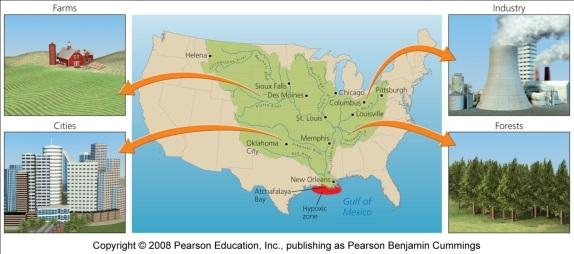 Farms
Industry
Helena
Sioux Falls
Des Moines
Chicago
Pittsburgh
Columbus
Louisville
St. Louis
Cities
Forests
Oklahoma
City
Memphis
New Orleans
Atchafalaya
Bay
Hypoxic
zone
Gulf of
Mexico
Copyright © 2008 Pearson Education, Inc., publishing as Pearson Benjamin Cummings